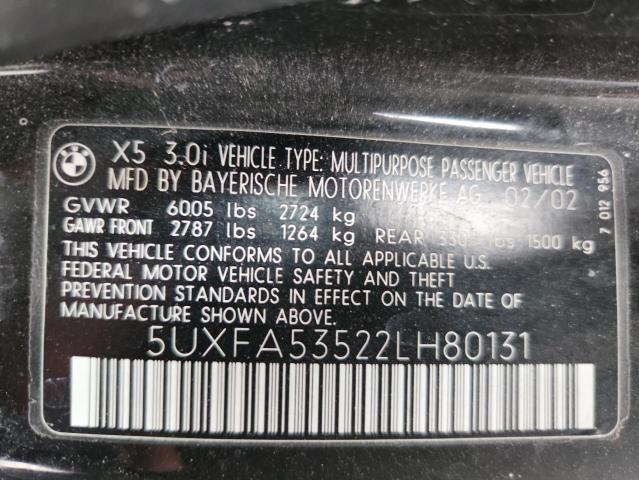 BMW
X5 3.0i VEHICLE TYPE: MULTIPURPOSE PASSENGER VEHICLE
MFD BY BAYERISCHE MOTORENWERKE AG 02/02
GVWR 6005 lbs 2724 kg
GAWR FRONT 2787 lbs 1264 kg REAR lbs 1500 kg
THIS VEHICLE CONFORMS TO ALL APPLICABLE U.S.
FEDERAL MOTOR VEHICLE SAFETY AND THEFT
PREVENTION STANDARDS IN EFFECT ON THE DATE
OF MANUFACTURE SHOWN ABOVE.
5UXFA53522LH80131
7 012 956